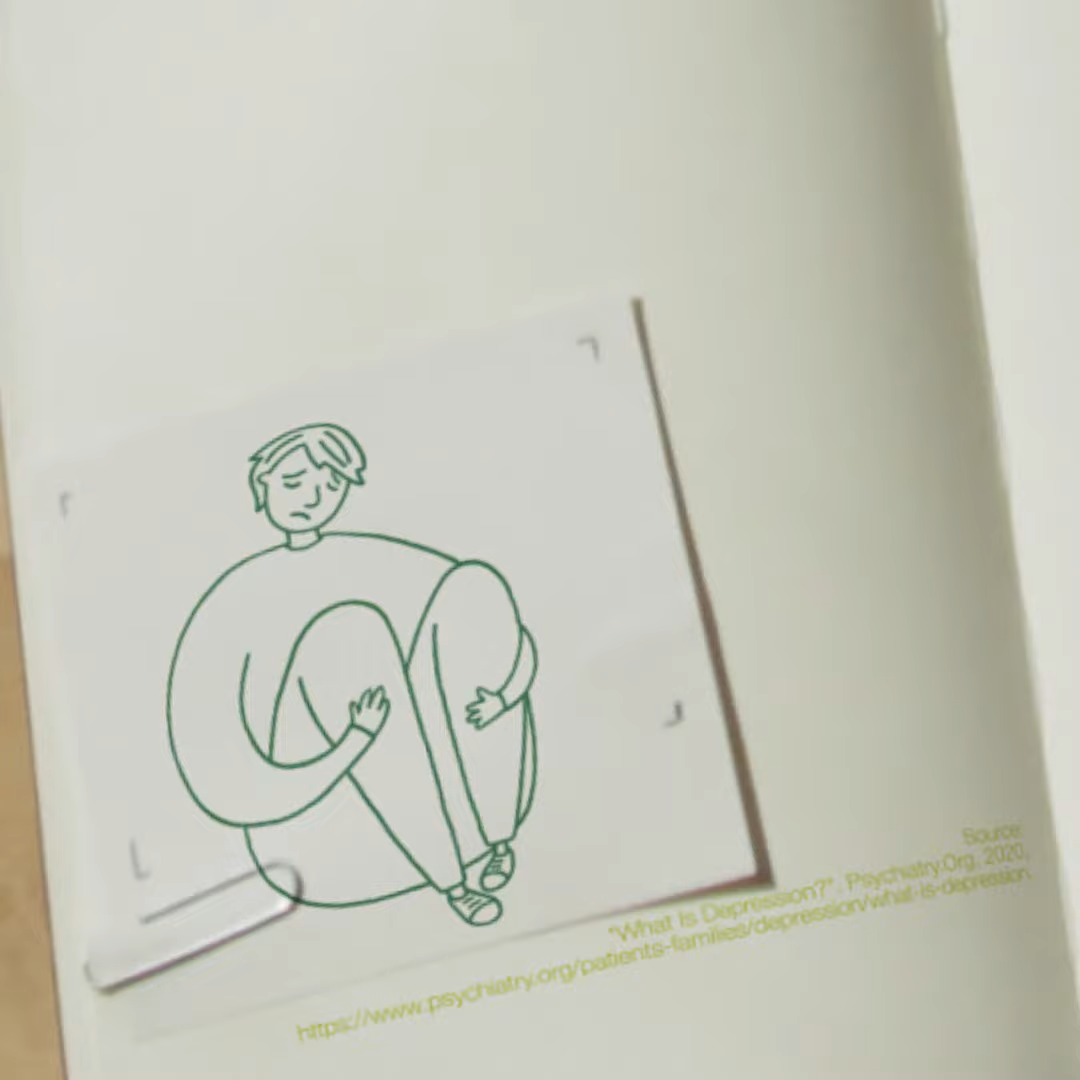 Source:
"What Is Depression?". Psychiatry.Org, 2020,
https://www.psychiatry.org/patients-families/depression/what-is-depression.